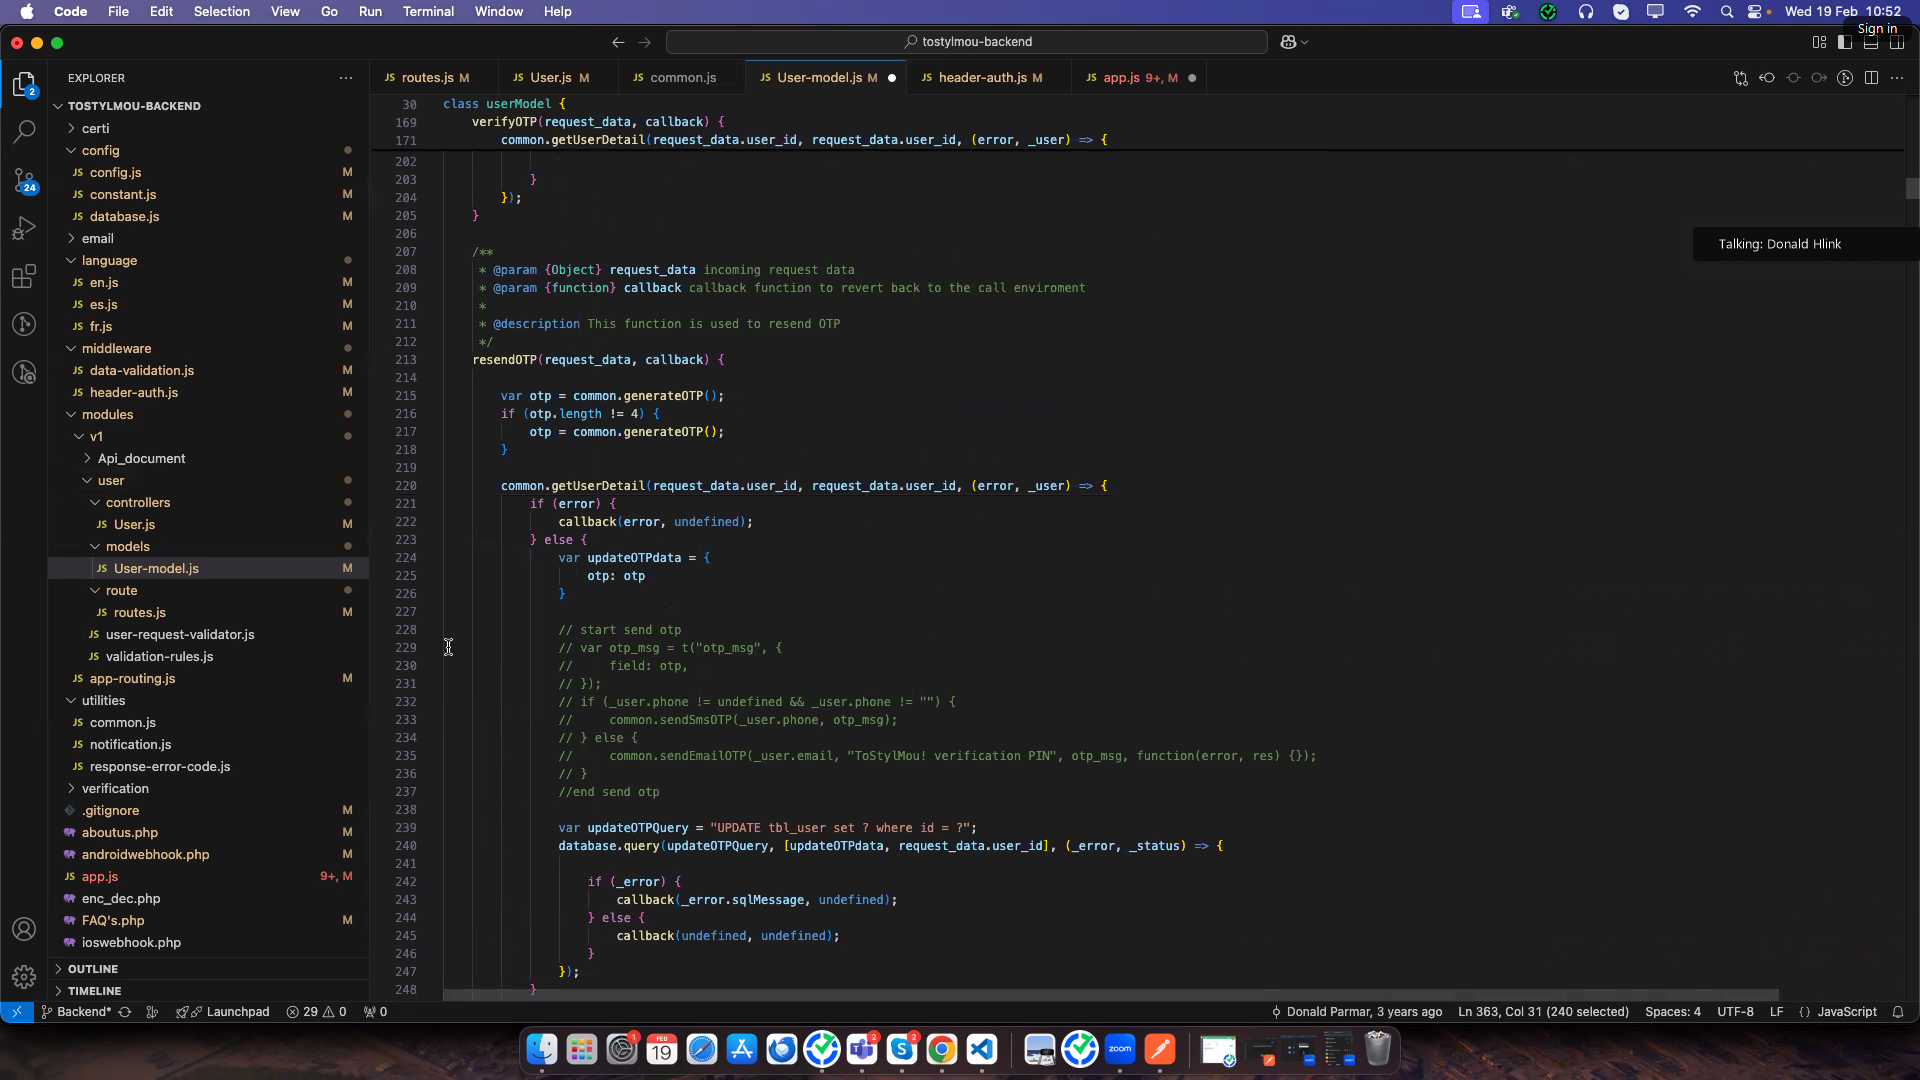 Code File Edit Selection View Go Run Terminal Window Help
Wed 19 Feb 10:52
Sign in
tostylmou-backend
EXPLORER
routes.js M
User.js M
common.js
User-model.js M
header-auth.js M
app.js 9+, M
TOSTYLMOU-BACKEND
certi
config
config.js M
constant.js M
database.js M
email
language
en.js M
es.js M
fr.js M
middleware
data-validation.js M
header-auth.js M
modules
v1
Api_document
user
controllers
User.js M
models
User-model.js M
route
routes.js M
user-request-validator.js
validation-rules.js
app-routing.js M
utilities
common.js
notification.js
response-error-code.js
verification
.gitignore M
aboutus.php M
androidwebhook.php M
app.js 9+, M
enc_dec.php
FAQ's.php M
ioswebhook.php
OUTLINE
TIMELINE
2
24
30 class userModel {
169 verifyOTP(request_data, callback) {
171 common.getUserDetail(request_data.user_id, request_data.user_id, (error, _user) => {
202
203 }
204 });
205 }
206
207 /**
208 * @param {Object} request_data incoming request data
209 * @param {function} callback callback function to revert back to the call enviroment
210 *
211 * @description This function is used to resend OTP
212 */
213 resendOTP(request_data, callback) {
214
215 var otp = common.generateOTP();
216 if (otp.length != 4) {
217 otp = common.generateOTP();
218 }
219
220 common.getUserDetail(request_data.user_id, request_data.user_id, (error, _user) => {
221 if (error) {
222 callback(error, undefined);
223 } else {
224 var updateOTPdata = {
225 otp: otp
226 }
227
228 // start send otp
229 // var otp_msg = t("otp_msg", {
230 // field: otp,
231 // });
232 // if (_user.phone != undefined && _user.phone != "") {
233 // common.sendSmsOTP(_user.phone, otp_msg);
234 // } else {
235 // common.sendEmailOTP(_user.email, "ToStylMou! verification PIN", otp_msg, function(error, res) {});
236 // }
237 //end send otp
238
239 var updateOTPQuery = "UPDATE tbl_user set ? where id = ?";
240 database.query(updateOTPQuery, [updateOTPdata, request_data.user_id], (_error, _status) => {
241
242 if (_error) {
243 callback(_error.sqlMessage, undefined);
244 } else {
245 callback(undefined, undefined);
246 }
247 });
248 }
Talking: Donald Hlink
Backend* Launchpad 29 0 0
Donald Parmar, 3 years ago Ln 363, Col 31 (240 selected) Spaces: 4 UTF-8 LF {} JavaScript
1
FEB
19
2
2
zoom
zoom